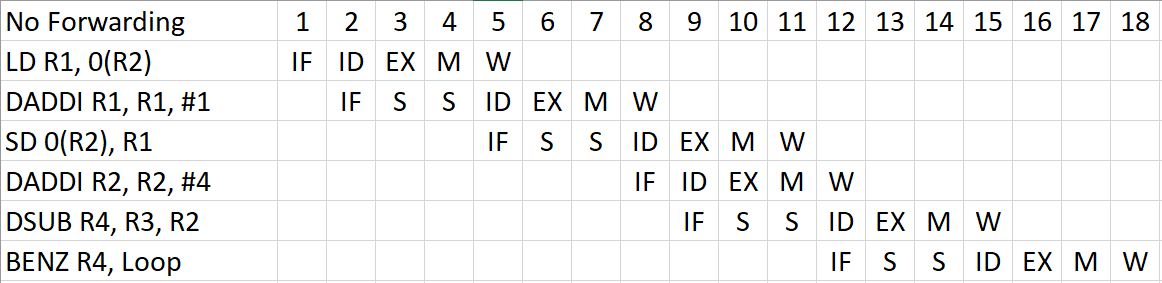 No Forwarding 1 2 3 4 5 6 7 8 9 10 11 12 13 14 15 16 17 18
LD R1, 0(R2) IF ID EX M W
DADDI R1, R1, #1 IF S S ID EX M W
SD 0(R2), R1 IF S S ID EX M W
DADDI R2, R2, #4 IF ID EX M W
DSUB R4, R3, R2 IF S S ID EX M W
BENZ R4, Loop IF S S ID EX M W